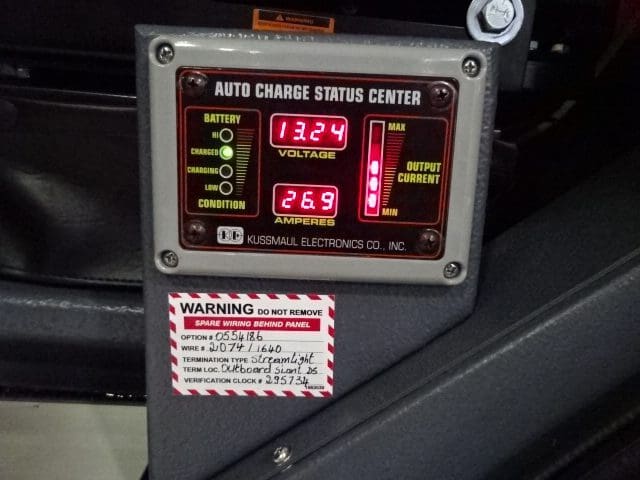 WARNING
AUTO CHARGE STATUS CENTER
BATTERY
HI
CHARGED
CHARGING
LOW
CONDITION
13.24
VOLTAGE
26.9
AMPERES
MAX
OUTPUT
CURRENT
MIN
KUSSMAUL ELECTRONICS CO., INC.
WARNING DO NOT REMOVE
SPARE WIRING BEHIND PANEL
OPTION # 0554186
WIRE # 2074/1640
TERMINATION TYPE Streamlight
TERM LOC. Outboard Slant DS
VERIFICATION CLOCK # 295734